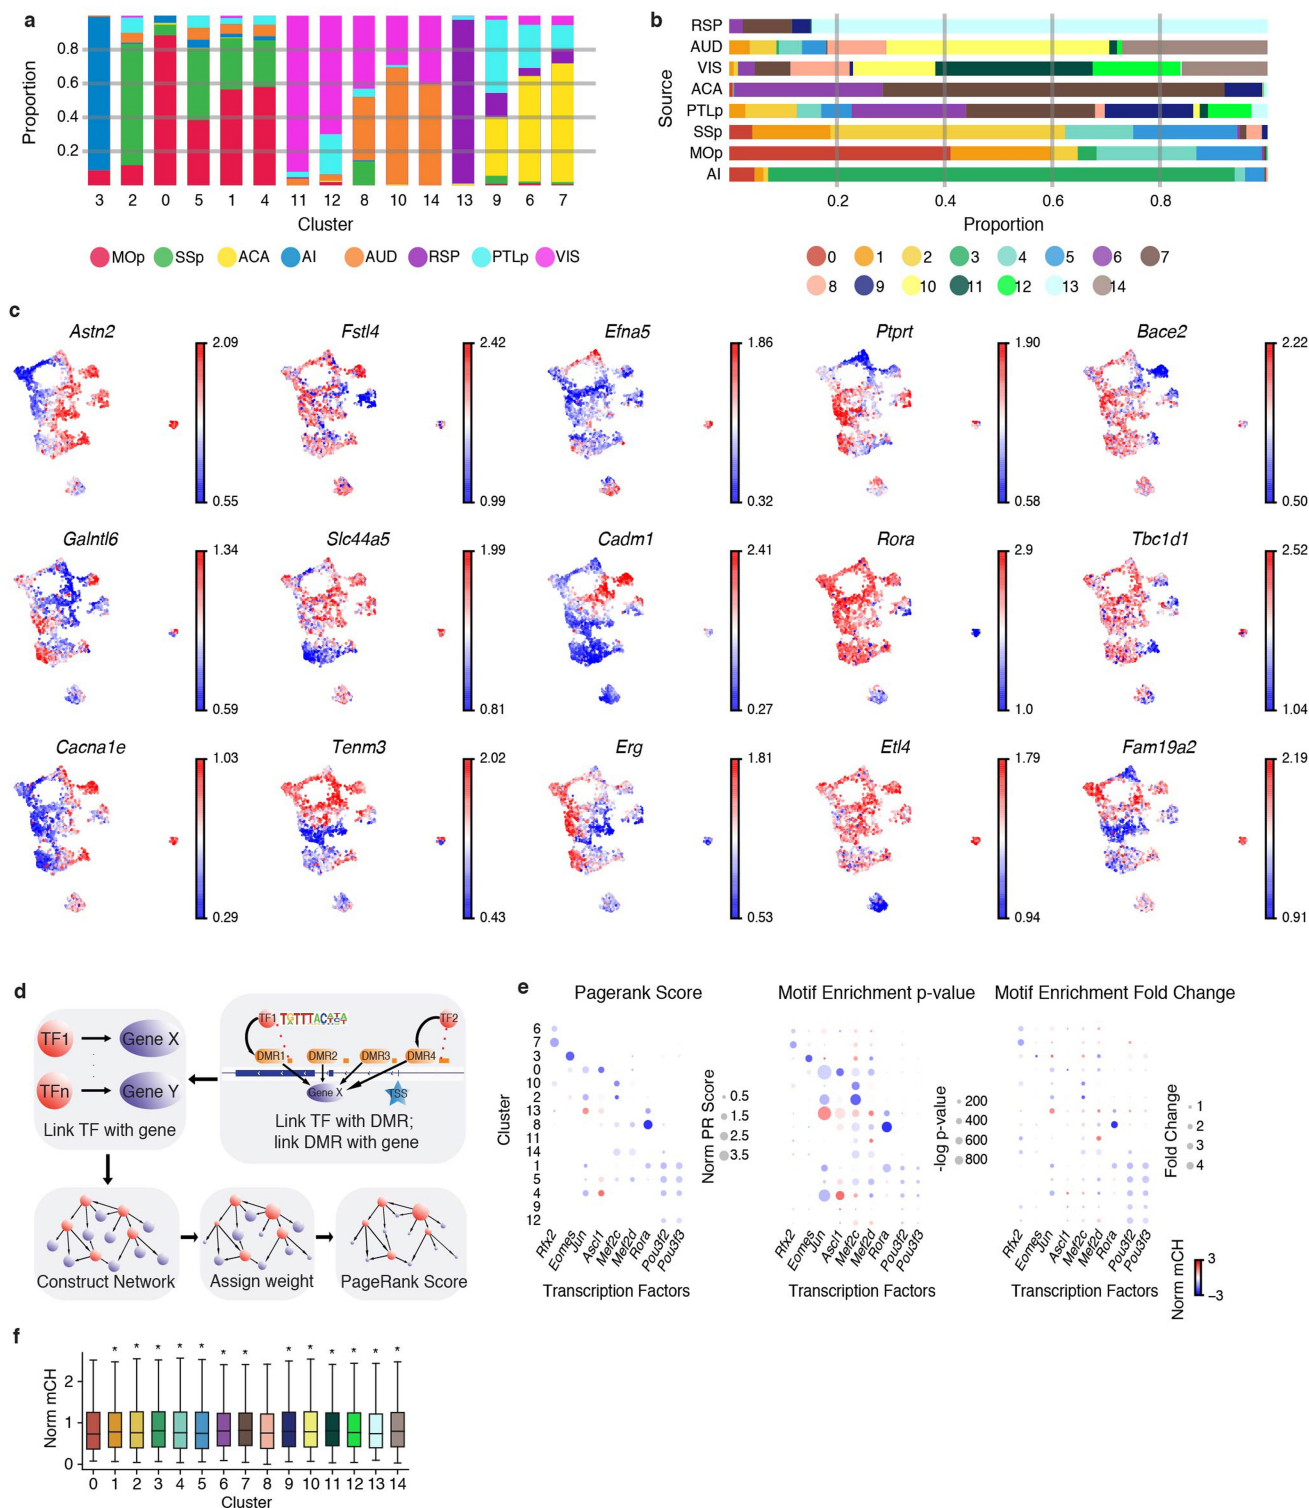 a
Proportion
0.8
0.6
0.4
0.2
3 2 0 5 1 4 11 12 8 10 14 13 9 6 7
Cluster
MOp SSp ACA AI AUD RSP PTLp VIS
b
Source
RSP
AUD
VIS
ACA
PTLp
SSp
MOp
AI
0.2 0.4 0.6 0.8
Proportion
0 1 2 3 4 5 6 7
8 9 10 11 12 13 14
c
Astn2 Fstl4 Efna5 Ptprt Bace2
2.09 2.42 1.86 1.90 2.22
0.55 0.99 0.32 0.58 0.50
Galntl6 Slc44a5 Cadm1 Rora Tbc1d1
1.34 1.99 2.41 2.9 2.52
0.59 0.81 0.27 1.0 1.04
Cacna1e Tenm3 Erg Etl4 Fam19a2
1.03 2.02 1.81 1.79 2.19
0.29 0.43 0.53 0.94 0.91
d
TF1 Gene X
TFn Gene Y
Link TF with gene
TF1 TF2
DMR1 DMR2 DMR3 DMR4
Gene X TSS
Link TF with DMR;
link DMR with gene
Construct Network
Assign weight
PageRank Score
e
Pagerank Score
Motif Enrichment p-value
Motif Enrichment Fold Change
Cluster
6
7
3
0
10
2
13
8
11
14
1
5
4
9
12
Norm PR Score
0.5
1.5
2.5
3.5
-log p-value
200
400
600
800
Fold Change
1
2
3
4
Rfx2 Eomes Jun Ascl1 Mef2c Mef2d Rora Pou3f2 Pou3f3
Rfx2 Eomes Jun Ascl1 Mef2c Mef2d Rora Pou3f2 Pou3f3
Rfx2 Eomes Jun Ascl1 Mef2c Mef2d Rora Pou3f2 Pou3f3
Transcription Factors
Transcription Factors
Transcription Factors
Norm mCH
3
−3
f
Norm mCH
2
1
0
* * * * * * * * * * * * *
0 1 2 3 4 5 6 7 8 9 10 11 12 13 14
Cluster